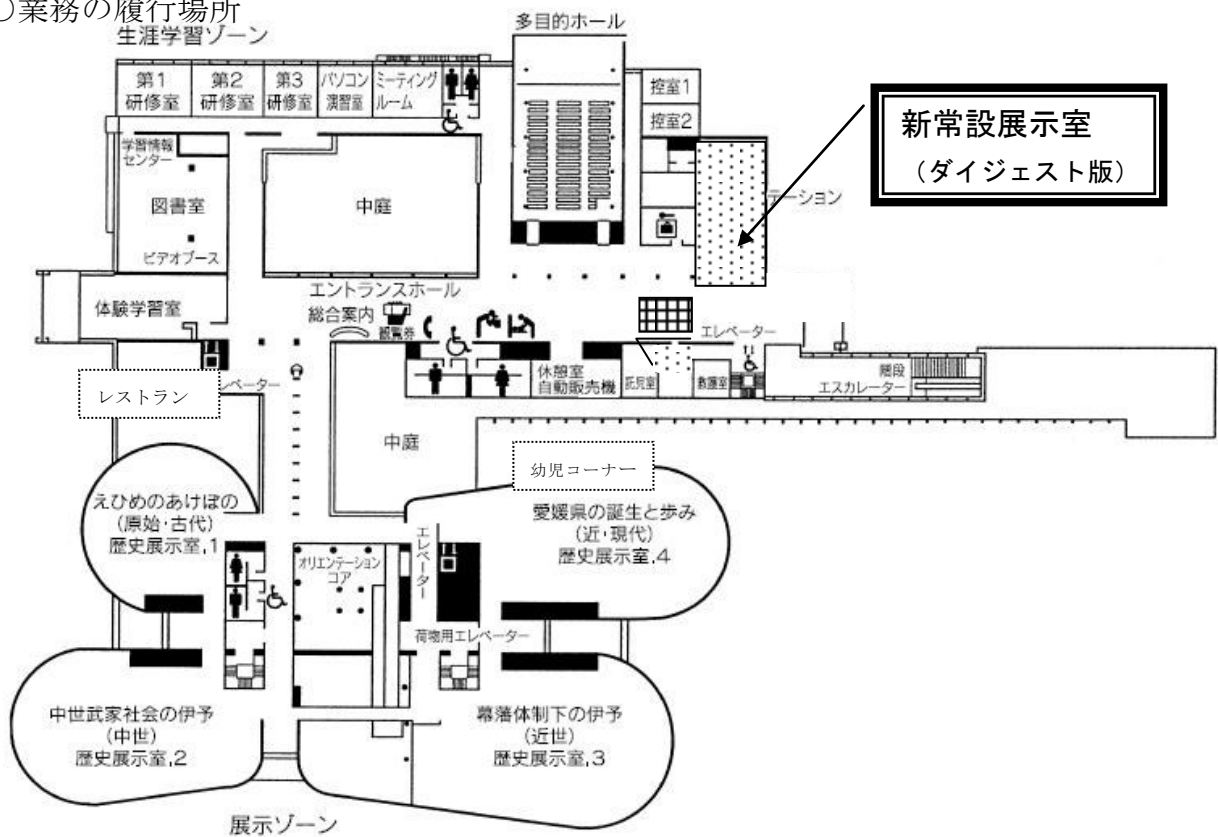 ○業務の履行場所
生涯学習ゾーン
多目的ホール
第1
研修室
第2
研修室
第3
研修室
パソコン
演習室
ミーティング
ルーム
控室1
控室2
新常設展示室
(ダイジェスト版)
学習情報
センター
図書室
ビデオブース
中庭
テーション
体験学習室
エントランスホール
総合案内
観覧券
エレベーター
休憩室
自動販売機
託児室
救護室
階段
エスカレーター
レストラン
レベーター
中庭
幼児コーナー
えひめのあけぼの
(原始・古代)
歴史展示室,1
オリエンテーション
コア
エレベーター
愛媛県の誕生と歩み
(近・現代)
歴史展示室,4
荷物用エレベーター
中世武家社会の伊予
(中世)
歴史展示室,2
幕藩体制下の伊予
(近世)
歴史展示室,3
展示ゾーン